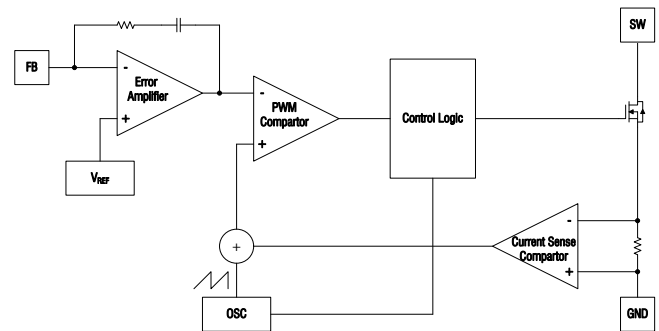 SW
FB
-
Error
Amplifier
+
-
PWM
Compartor
+
Control Logic
VREF
-
Current Sense
Compartor
+
+
OSC
GND